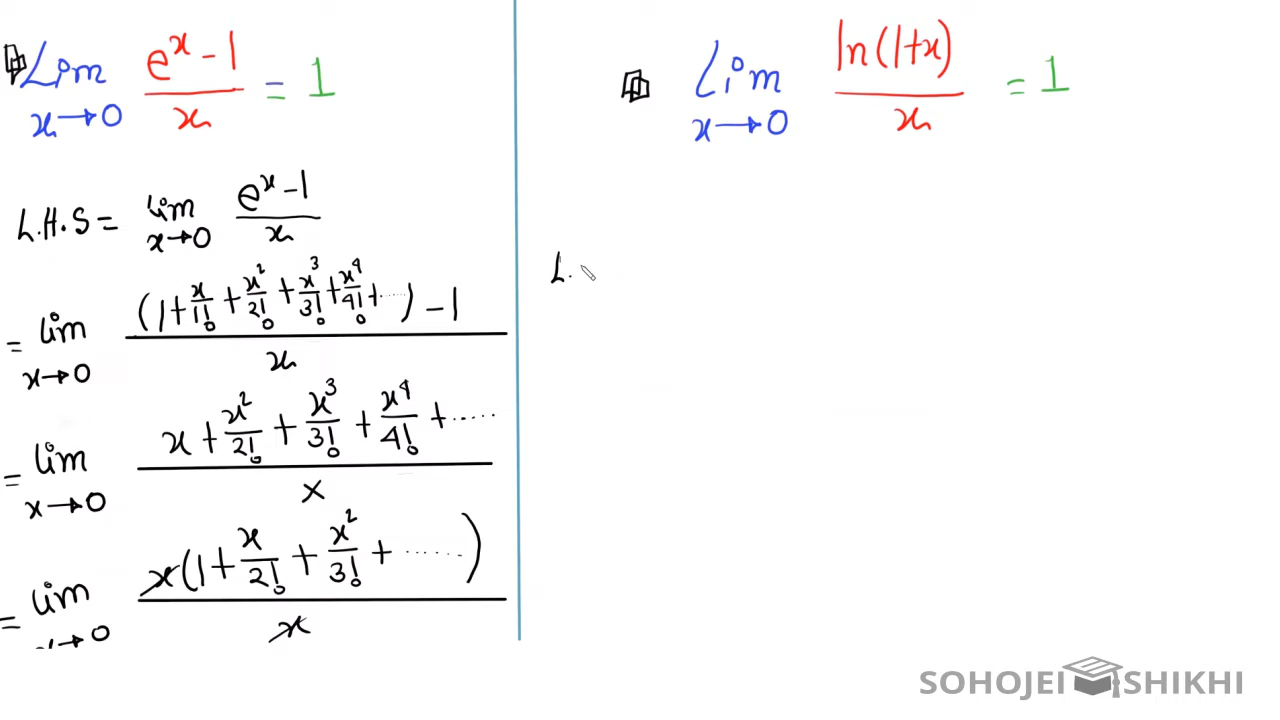 Lim x→0 (e^x - 1)/x = 1
L.H.S = lim x→0 (e^x - 1)/x
= lim x→0 ((1 + x/1! + x^2/2! + x^3/3! + x^4/4! + ......) - 1)/x
= lim x→0 (x + x^2/2! + x^3/3! + x^4/4! + ......)/x
= lim x→0 x(1 + x/2! + x^2/3! + ......)/x
Lim x→0 ln(1+x)/x = 1
L.
SOHOJEI SHIKHI